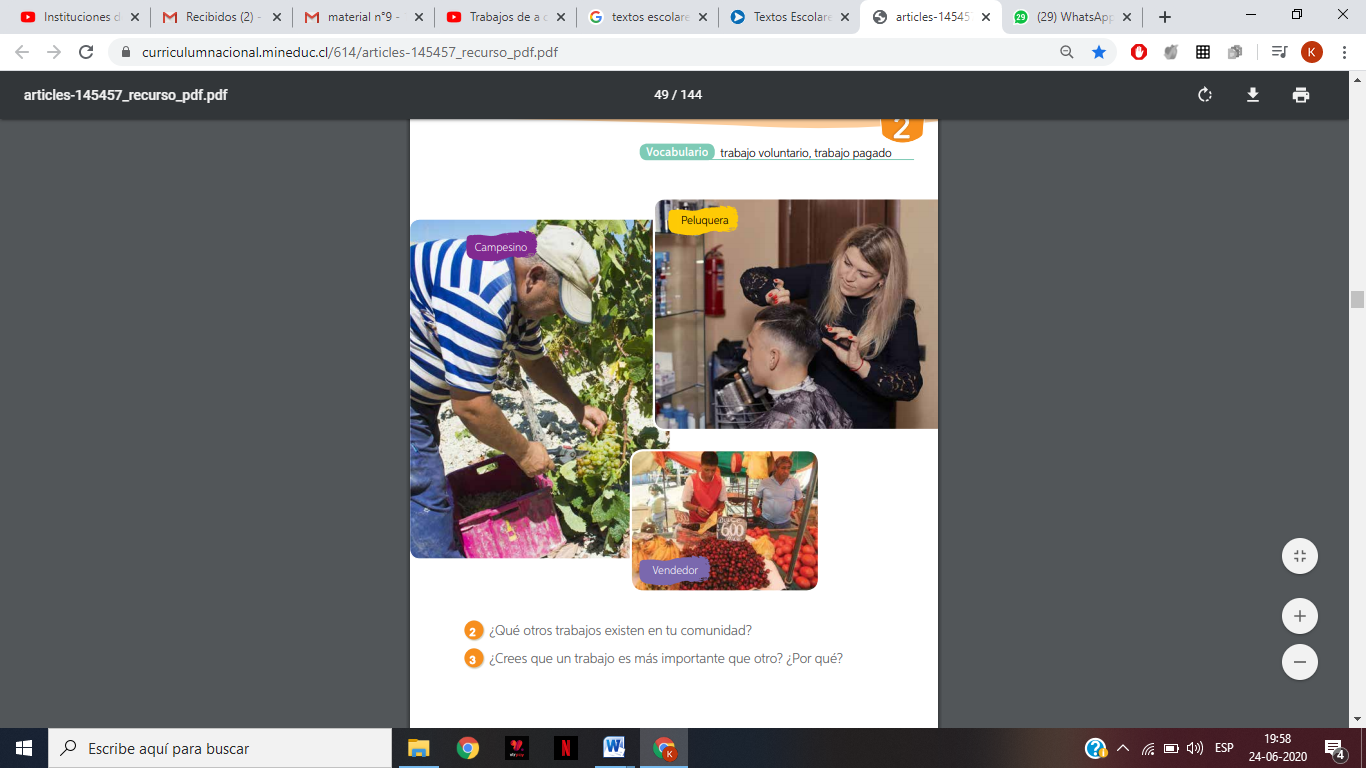 Instituciones d
Recibidos (2) -
material n°9 -
Trabajos de a c
textos escolare
Textos Escolare
articles-14545
(29) WhatsApp
curriculumnacional.mineduc.cl/614/articles-145457_recurso_pdf.pdf
K
articles-145457_recurso_pdf.pdf
49 / 144
2
Vocabulario trabajo voluntario, trabajo pagado
Campesino
Peluquera
600
Vendedor
2 ¿Qué otros trabajos existen en tu comunidad?
3 ¿Crees que un trabajo es más importante que otro? ¿Por qué?
Escribe aquí para buscar
ESP
19:58
24-06-2020
4